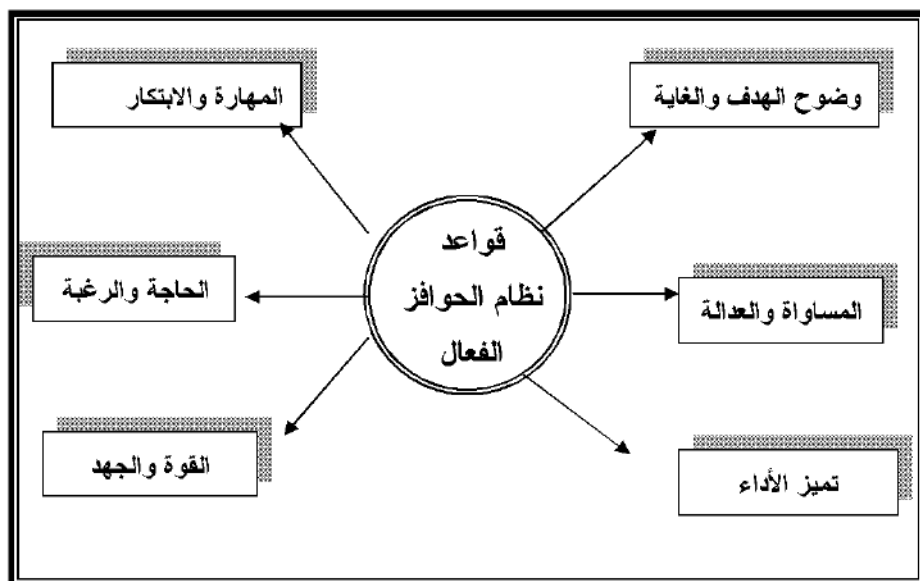 قواعد
نظام الحوافز
الفعال
وضوح الهدف والغاية
المساواة والعدالة
تميز الأداء
المهارة والابتكار
الحاجة والرغبة
القوة والجهد